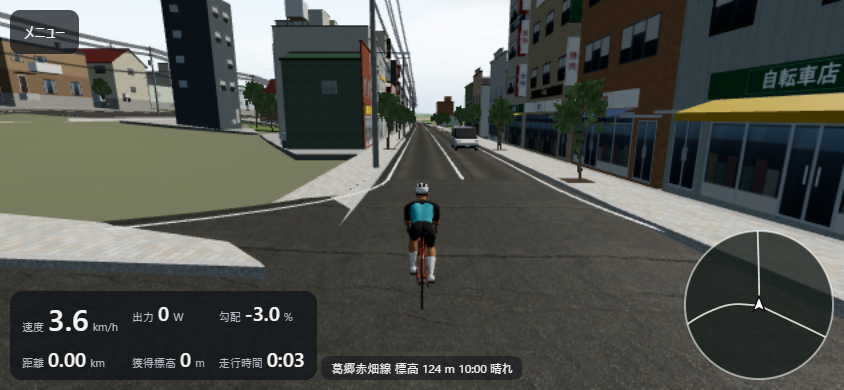 メニュー
自転車店
速度 3.6 km/h 出力 0 W 勾配 -3.0 %
距離 0.00 km 獲得標高 0 m 走行時間 0:03
葛郷赤畑線 標高 124 m 10:00 晴れ